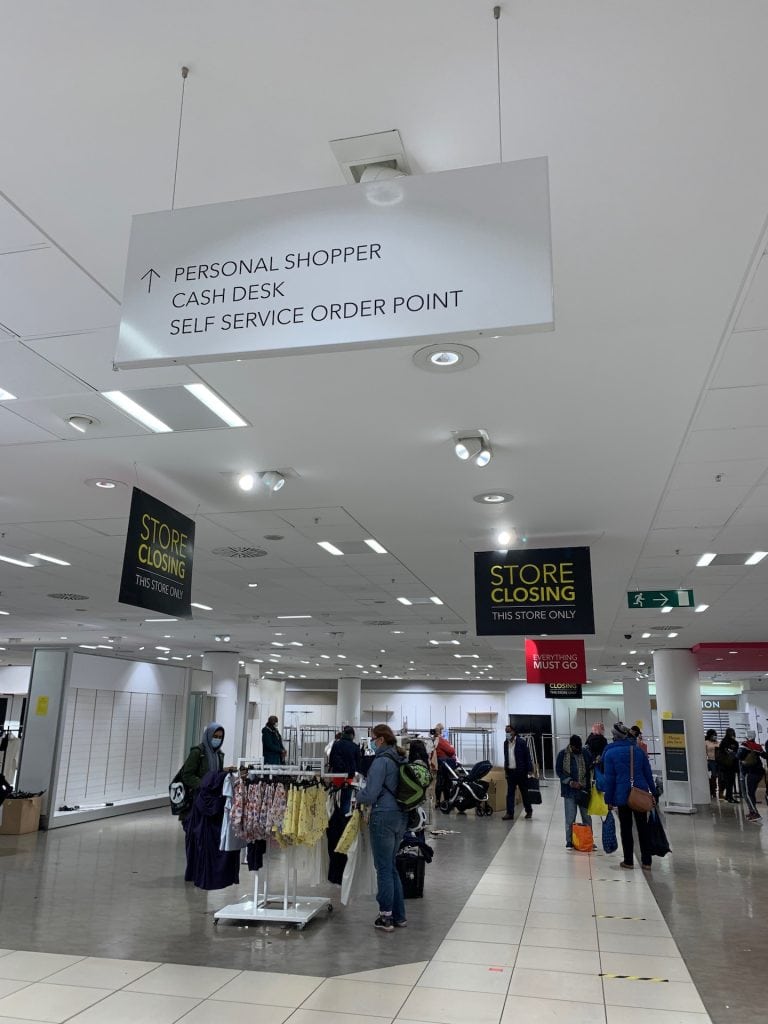 PERSONAL SHOPPER
CASH DESK
SELF SERVICE ORDER POINT
STORE
CLOSING
THIS STORE ONLY
STORE
CLOSING
THIS STORE ONLY
EVERYTHING
MUST GO
CLOSING